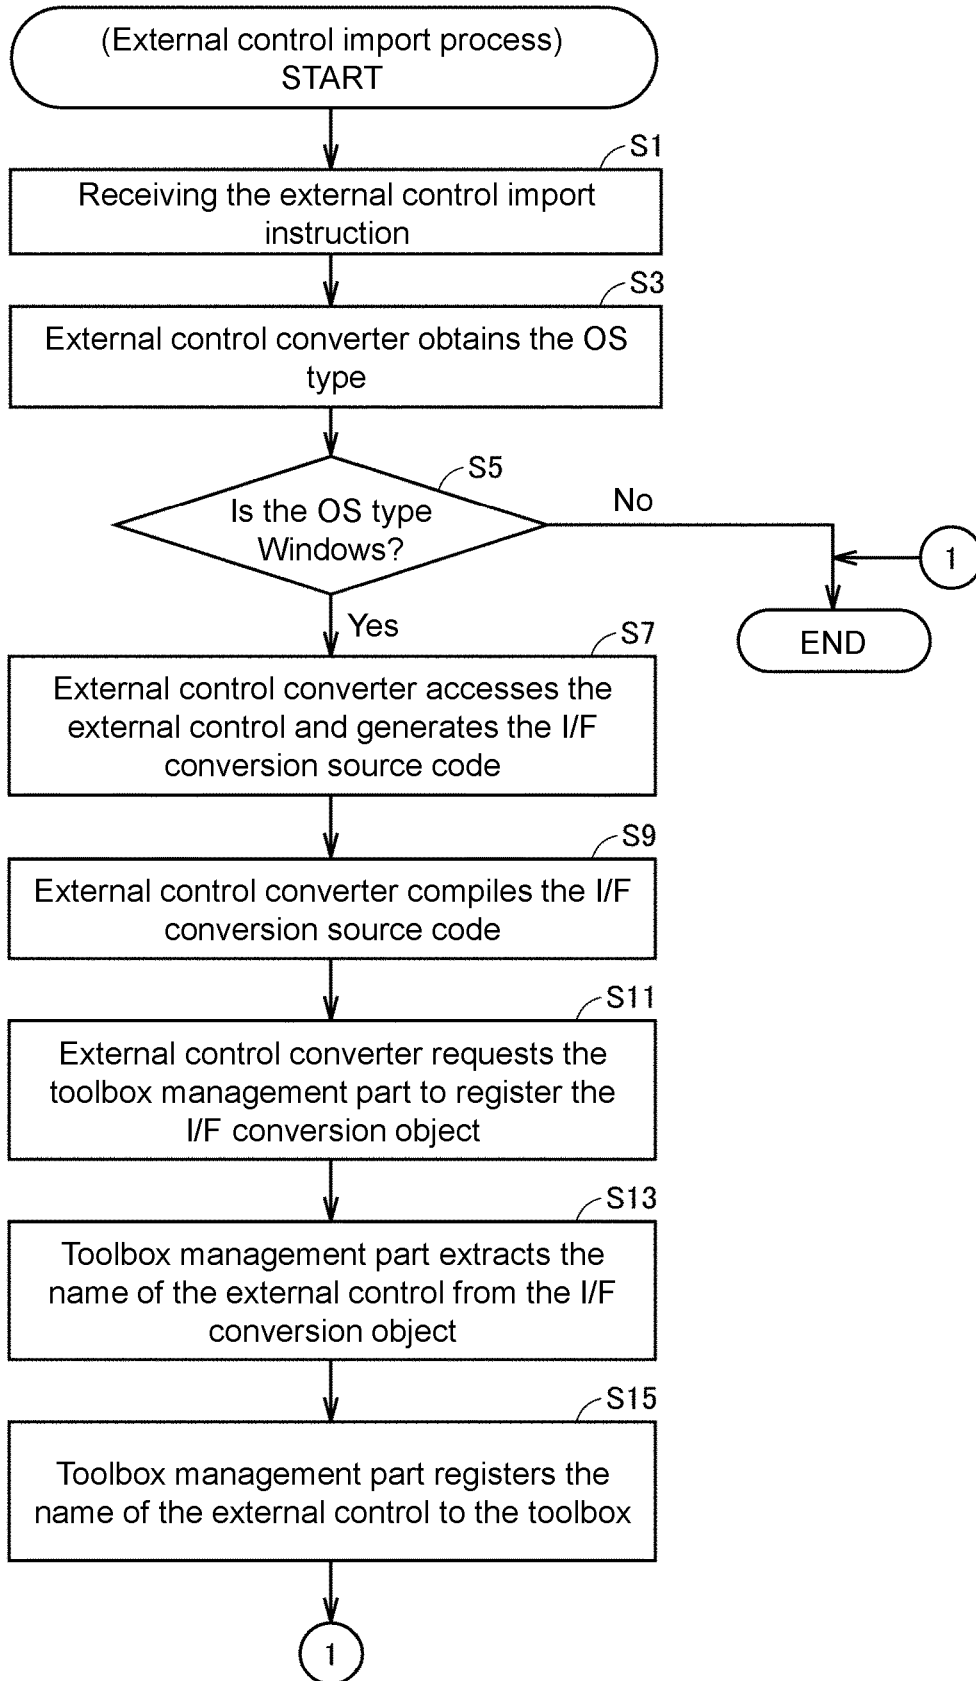 (External control import process)
START
S1
Receiving the external control import
instruction
S3
External control converter obtains the OS
type
S5
Is the OS type
Windows?
No
1
END
Yes
S7
External control converter accesses the
external control and generates the I/F
conversion source code
S9
External control converter compiles the I/F
conversion source code
S11
External control converter requests the
toolbox management part to register the
I/F conversion object
S13
Toolbox management part extracts the
name of the external control from the I/F
conversion object
S15
Toolbox management part registers the
name of the external control to the toolbox
1